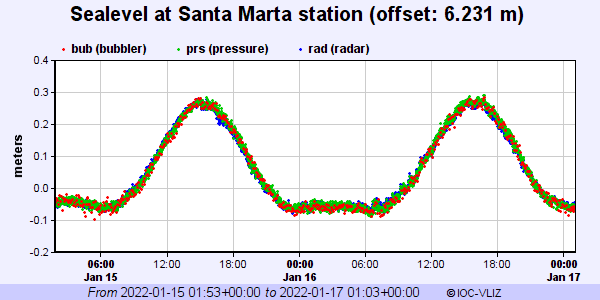 Sealevel at Santa Marta station (offset: 6.231 m)
bub (bubbler) prs (pressure) rad (radar)
meters
0.4
0.3
0.2
0.1
0.0
-0.1
-0.2
06:00 12:00 18:00 00:00 06:00 12:00 18:00 00:00
Jan 15 Jan 16 Jan 17
From 2022-01-15 01:53+00:00 to 2022-01-17 01:03+00:00 © IOC-VLIZ